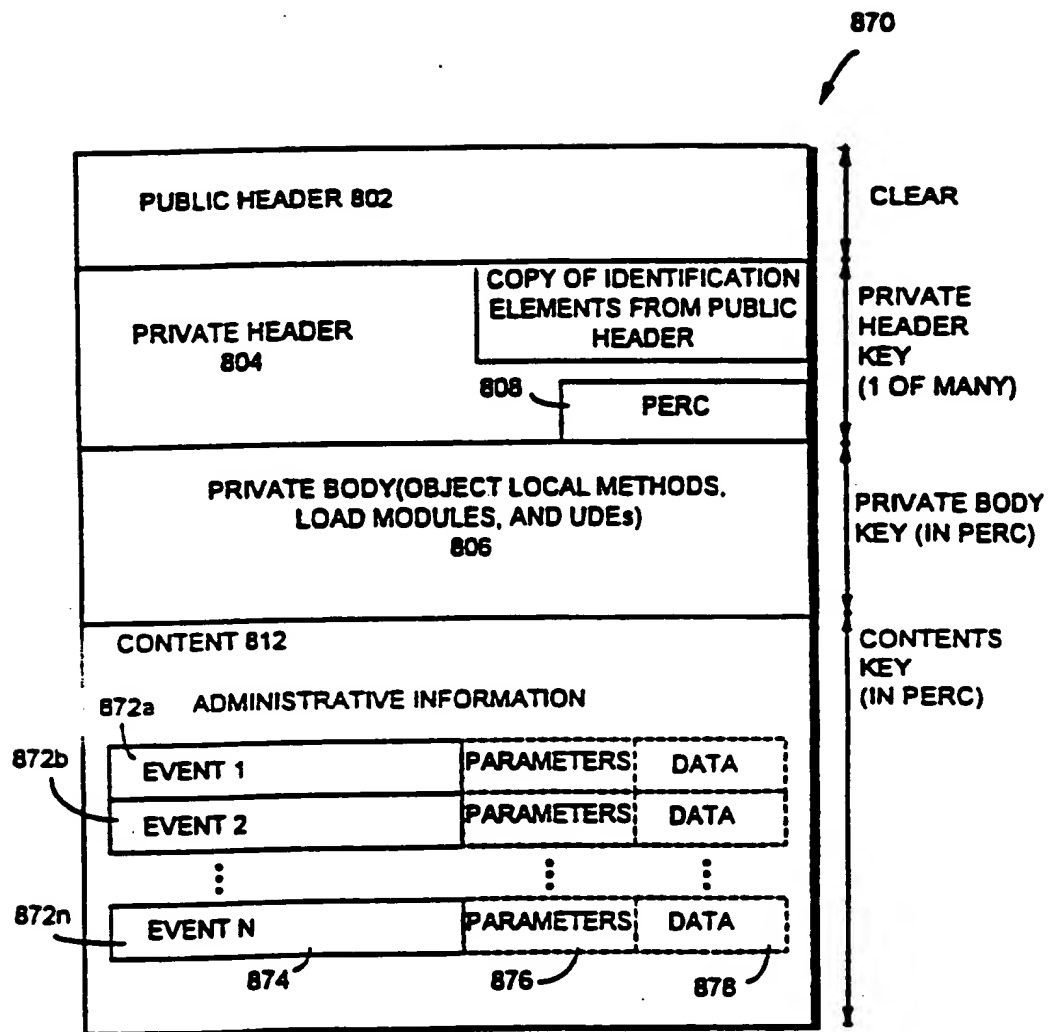 870
PUBLIC HEADER 802
CLEAR
PRIVATE HEADER
804
COPY OF IDENTIFICATION
ELEMENTS FROM PUBLIC
HEADER
808
PERC
PRIVATE
HEADER
KEY
(1 OF MANY)
PRIVATE BODY(OBJECT LOCAL METHODS,
LOAD MODULES, AND UDEs)
806
PRIVATE BODY
KEY (IN PERC)
CONTENT 812
CONTENTS
KEY
(IN PERC)
ADMINISTRATIVE INFORMATION
872a
872b
EVENT 1
PARAMETERS
DATA
EVENT 2
PARAMETERS
DATA
872n
EVENT N
PARAMETERS
DATA
874
876
878